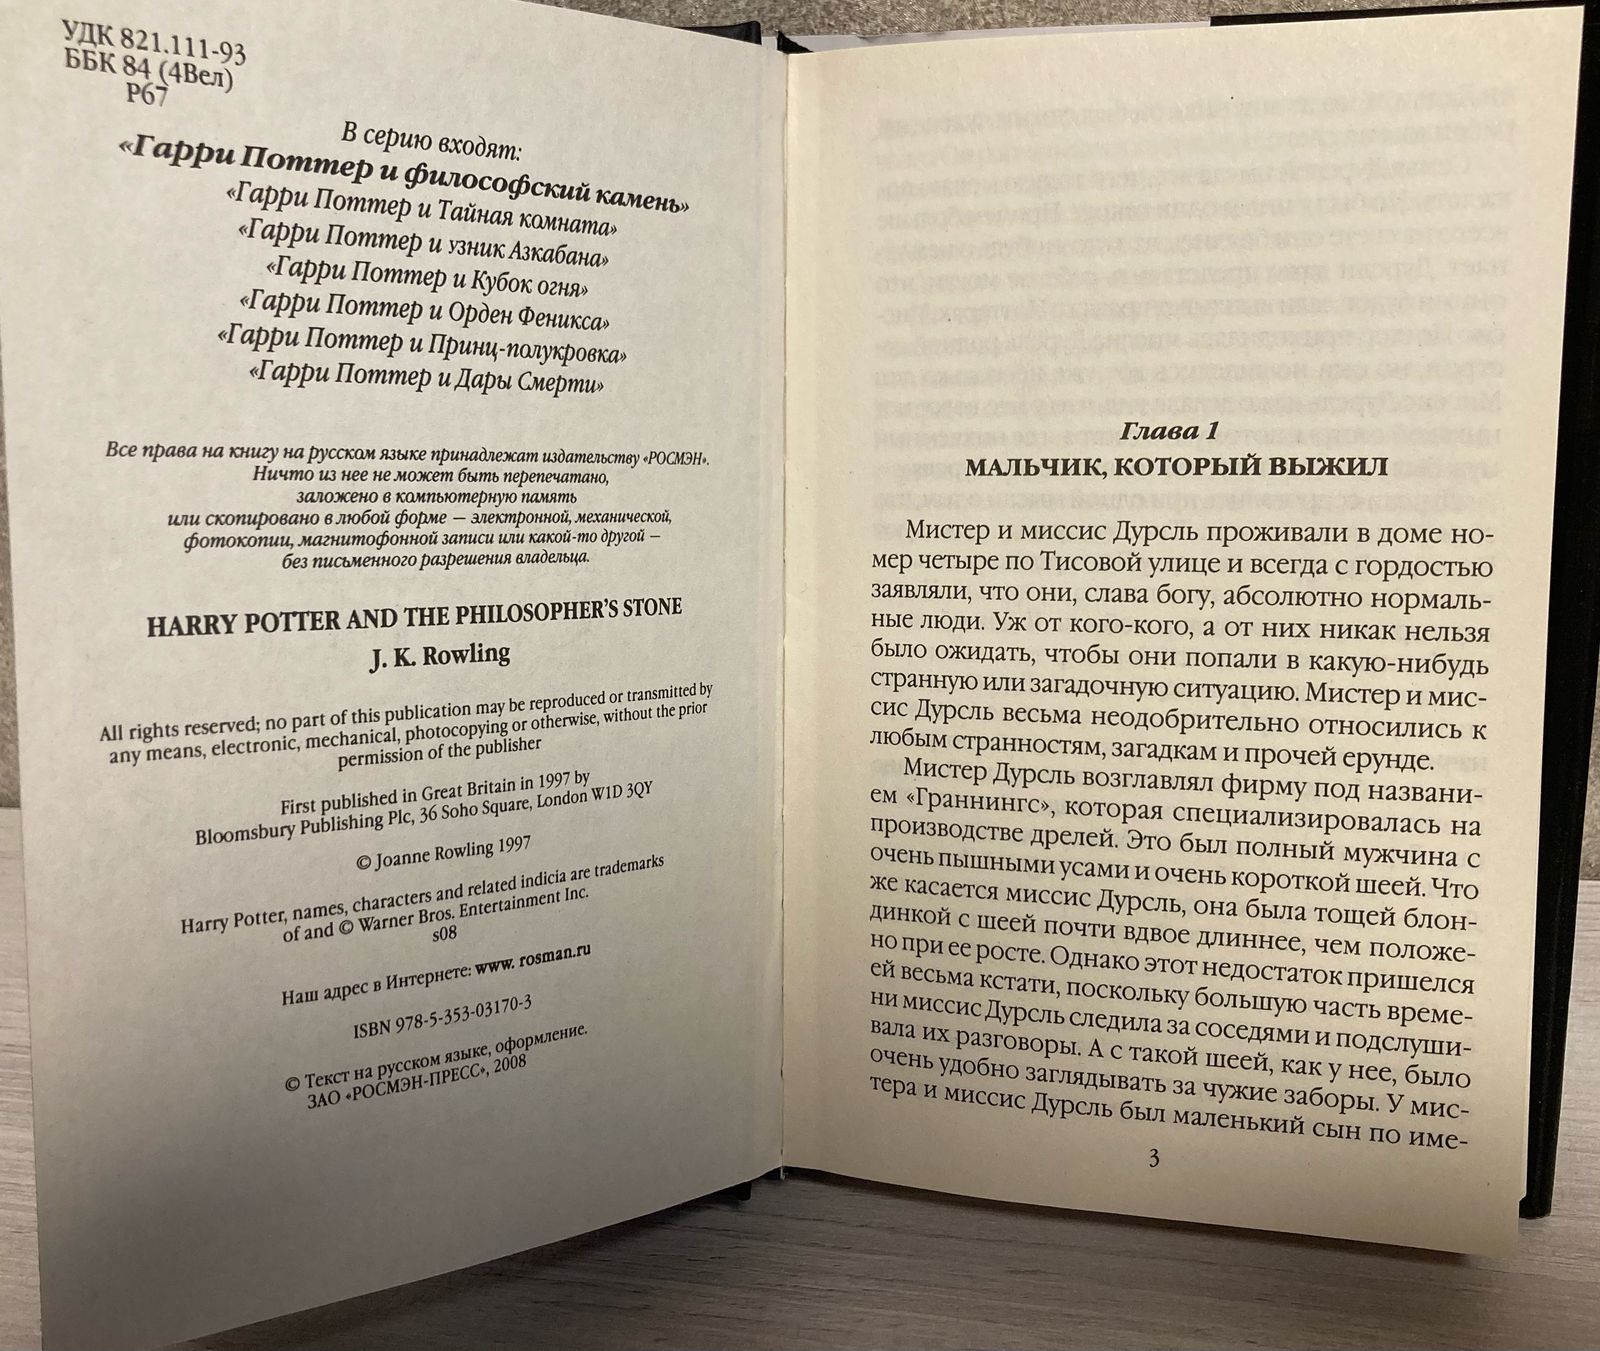 УДК 821.111-93
ББК 84 (4Вел)
Р67
В серию входят:
«Гарри Поттер и философский камень»
«Гарри Поттер и Тайная комната»
«Гарри Поттер и узник Азкабана»
«Гарри Поттер и Кубок огня»
«Гарри Поттер и Орден Феникса»
«Гарри Поттер и Принц-полукровка»
«Гарри Поттер и Дары Смерти»
Все права на книгу на русском языке принадлежат издательству «РОСМЭН».
Ничто из нее не может быть перепечатано,
заложено в компьютерную память
или скопировано в любой форме — электронной, механической,
фотокопии, магнитофонной записи или какой-то другой —
без письменного разрешения владельца.
HARRY POTTER AND THE PHILOSOPHER'S STONE
J. K. Rowling
All rights reserved; no part of this publication may be reproduced or transmitted by
any means, electronic, mechanical, photocopying or otherwise, without the prior
permission of the publisher
First published in Great Britain in 1997 by
Bloomsbury Publishing Plc, 36 Soho Square, London W1D 3QY
© Joanne Rowling 1997
Harry Potter, names, characters and related indicia are trademarks
of and © Warner Bros. Entertainment Inc.
s08
Наш адрес в Интернете: www. rosman.ru
ISBN 978-5-353-03170-3
© Текст на русском языке, оформление.
ЗАО «РОСМЭН-ПРЕСС», 2008
Глава 1
МАЛЬЧИК, КОТОРЫЙ ВЫЖИЛ
Мистер и миссис Дурсль проживали в доме но-
мер четыре по Тисовой улице и всегда с гордостью
заявляли, что они, слава богу, абсолютно нормаль-
ные люди. Уж от кого-кого, а от них никак нельзя
было ожидать, чтобы они попали в какую-нибудь
странную или загадочную ситуацию. Мистер и мис-
сис Дурсль весьма неодобрительно относились к
любым странностям, загадкам и прочей ерунде.
Мистер Дурсль возглавлял фирму под названи-
ем «Граннингс», которая специализировалась на
производстве дрелей. Это был полный мужчина с
очень пышными усами и очень короткой шеей. Что
же касается миссис Дурсль, она была тощей блон-
динкой с шеей почти вдвое длиннее, чем положе-
но при ее росте. Однако этот недостаток пришелся
ей весьма кстати, поскольку большую часть време-
ни миссис Дурсль следила за соседями и подслуши-
вала их разговоры. А с такой шеей, как у нее, было
очень удобно заглядывать за чужие заборы. У мис-
тера и миссис Дурсль был маленький сын по име-
3